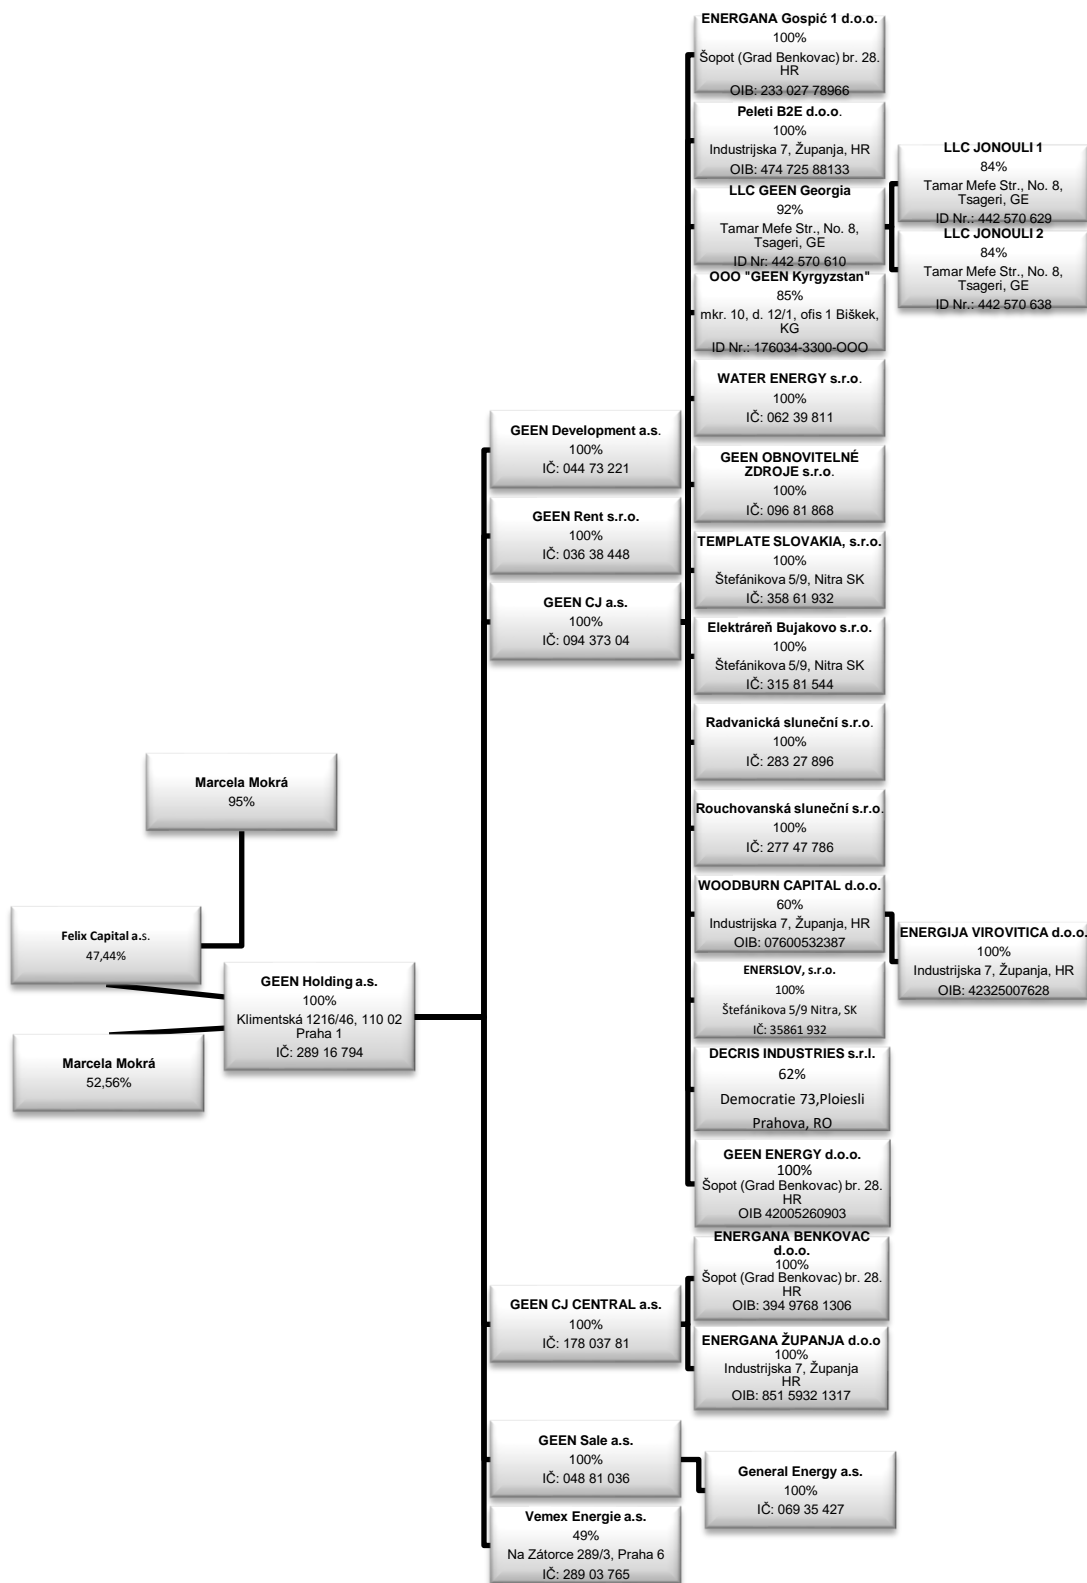 Marcela Mokrá
95%
Felix Capital a.s.
47,44%
Marcela Mokrá
52,56%
GEEN Holding a.s.
100%
Klimentská 1216/46, 110 02
Praha 1
IČ: 289 16 794
GEEN Development a.s.
100%
IČ: 044 73 221
GEEN Rent s.r.o.
100%
IČ: 036 38 448
GEEN CJ a.s.
100%
IČ: 094 373 04
ENERGANA Gospić 1 d.o.o.
100%
Šopot (Grad Benkovac) br. 28.
HR
OIB: 233 027 78966
Peleti B2E d.o.o.
100%
Industrijska 7, Županja, HR
OIB: 474 725 88133
LLC GEEN Georgia
92%
Tamar Mefe Str., No. 8,
Tsageri, GE
ID Nr: 442 570 610
LLC JONOULI 1
84%
Tamar Mefe Str., No. 8,
Tsageri, GE
ID Nr.: 442 570 629
LLC JONOULI 2
84%
Tamar Mefe Str., No. 8,
Tsageri, GE
ID Nr.: 442 570 638
OOO "GEEN Kyrgyzstan"
85%
mkr. 10, d. 12/1, ofis 1 Biškek,
KG
ID Nr.: 176034-3300-OOO
WATER ENERGY s.r.o.
100%
IČ: 062 39 811
GEEN OBNOVITELNÉ
ZDROJE s.r.o.
100%
IČ: 096 81 868
TEMPLATE SLOVAKIA, s.r.o.
100%
Štefánikova 5/9, Nitra SK
IČ: 358 61 932
Elektráreň Bujakovo s.r.o.
100%
Štefánikova 5/9, Nitra SK
IČ: 315 81 544
Radvanická sluneční s.r.o.
100%
IČ: 283 27 896
Rouchovanská sluneční s.r.o.
100%
IČ: 277 47 786
WOODBURN CAPITAL d.o.o.
60%
Industrijska 7, Županja, HR
OIB: 07600532387
ENERGIJA VIROVITICA d.o.o.
100%
Industrijska 7, Županja, HR
OIB: 42325007628
ENERSLOV, s.r.o.
100%
Štefánikova 5/9 Nitra, SK
IČ: 35861 932
DECRIS INDUSTRIES s.r.l.
62%
Democratie 73,Ploiesli
Prahova, RO
GEEN ENERGY d.o.o.
100%
Šopot (Grad Benkovac) br. 28.
HR
OIB 42005260903
GEEN CJ CENTRAL a.s.
100%
IČ: 178 037 81
ENERGANA BENKOVAC
d.o.o.
100%
Šopot (Grad Benkovac) br. 28.
HR
OIB: 394 9768 1306
ENERGANA ŽUPANJA d.o.o
100%
Industrijska 7, Županja
HR
OIB: 851 5932 1317
GEEN Sale a.s.
100%
IČ: 048 81 036
General Energy a.s.
100%
IČ: 069 35 427
Vemex Energie a.s.
49%
Na Zátorce 289/3, Praha 6
IČ: 289 03 765